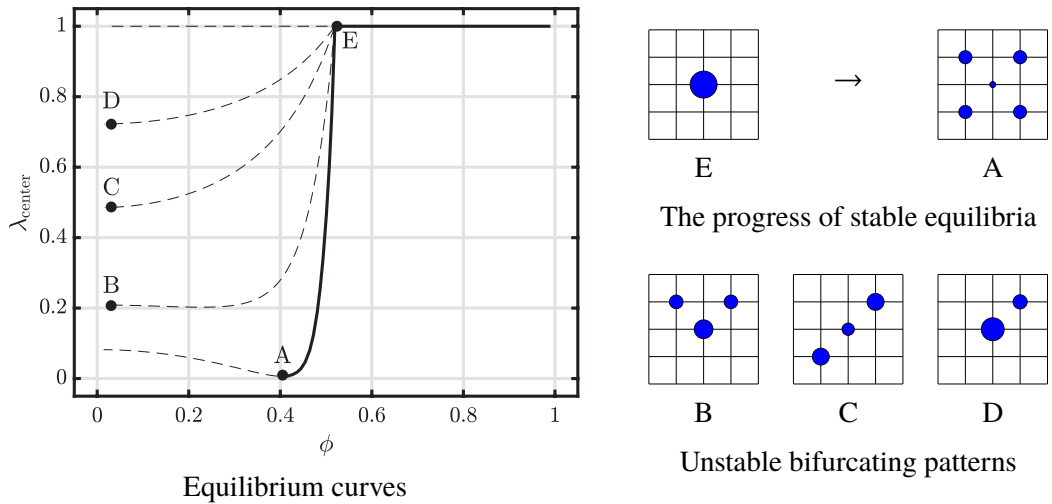 1
0.8
0.6
0.4
0.2
0
λcenter
0 0.2 0.4 0.6 0.8 1
ϕ
E
D
C
B
A
Equilibrium curves
→
E A
The progress of stable equilibria
B C D
Unstable bifurcating patterns